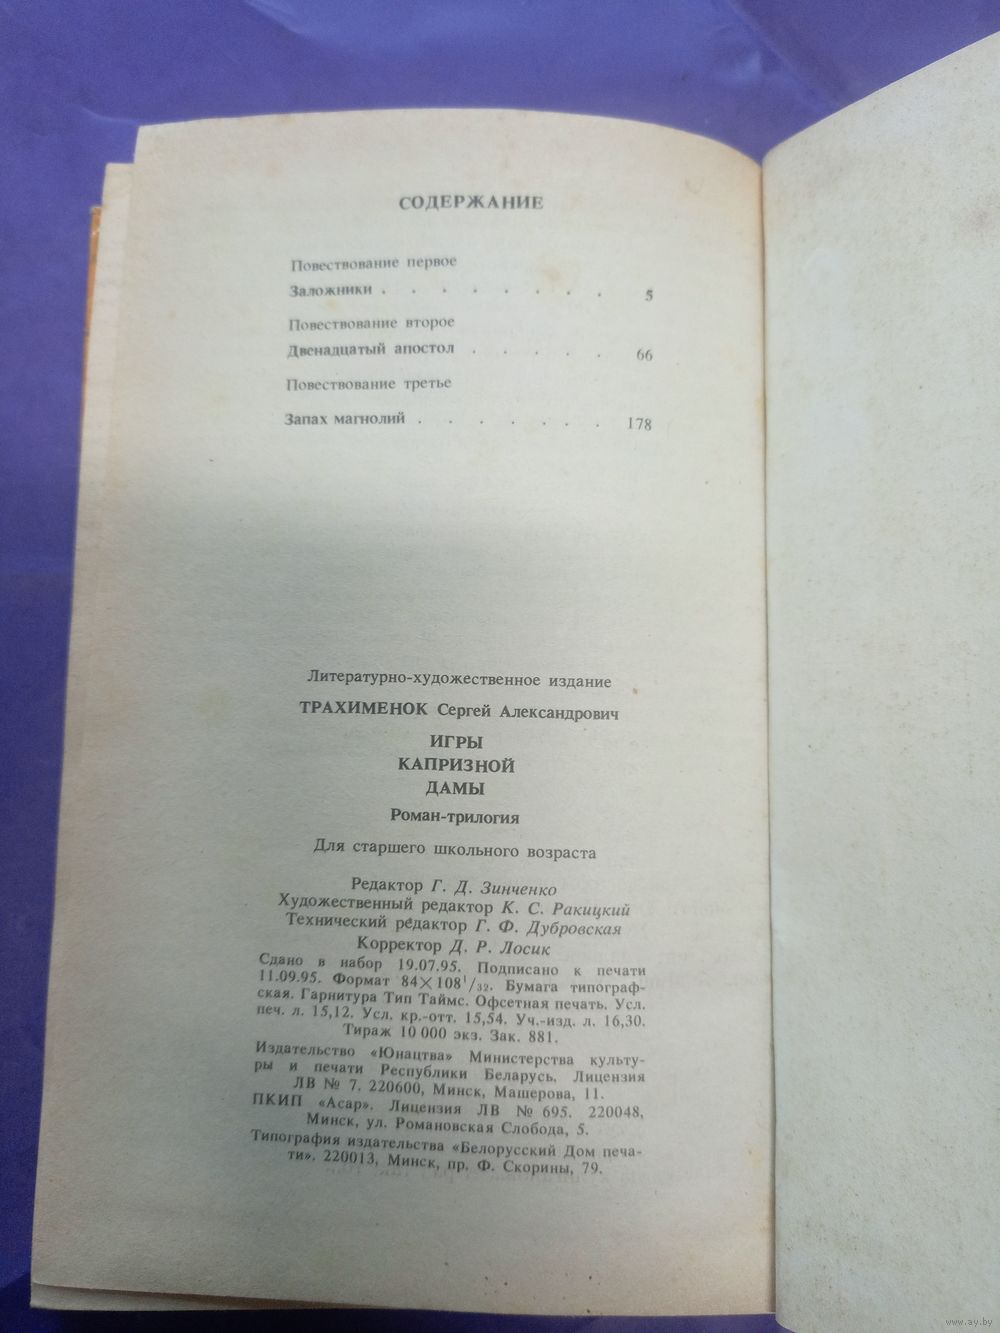 СОДЕРЖАНИЕ
Повествование первое
Заложники . . . . . . . . 5
Повествование второе
Двенадцатый апостол . . . . . 66
Повествование третье
Запах магнолий . . . . . . . 178
Литературно-художественное издание
ТРАХИМЕНОК Сергей Александрович
ИГРЫ
КАПРИЗНОЙ
ДАМЫ
Роман-трилогия
Для старшего школьного возраста
Редактор Г. Д. Зинченко
Художественный редактор К. С. Ракицкий
Технический редактор Г. Ф. Дубровская
Корректор Д. Р. Лосик
Сдано в набор 19.07.95. Подписано к печати
11.09.95. Формат 84×108¹/₃₂. Бумага типограф-
ская. Гарнитура Тип Таймс. Офсетная печать. Усл.
печ. л. 15,12. Усл. кр.-отт. 15,54. Уч.-изд. л. 16,30.
Тираж 10 000 экз. Зак. 881.
Издательство «Юнацтва» Министерства культу-
ры и печати Республики Беларусь. Лицензия
ЛВ № 7. 220600, Минск, Машерова, 11.
ПКИП «Асар». Лицензия ЛВ № 695. 220048,
Минск, ул. Романовская Слобода, 5.
Типография издательства «Белорусский Дом печа-
ти». 220013, Минск, пр. Ф. Скорины, 79.
www.ay.by